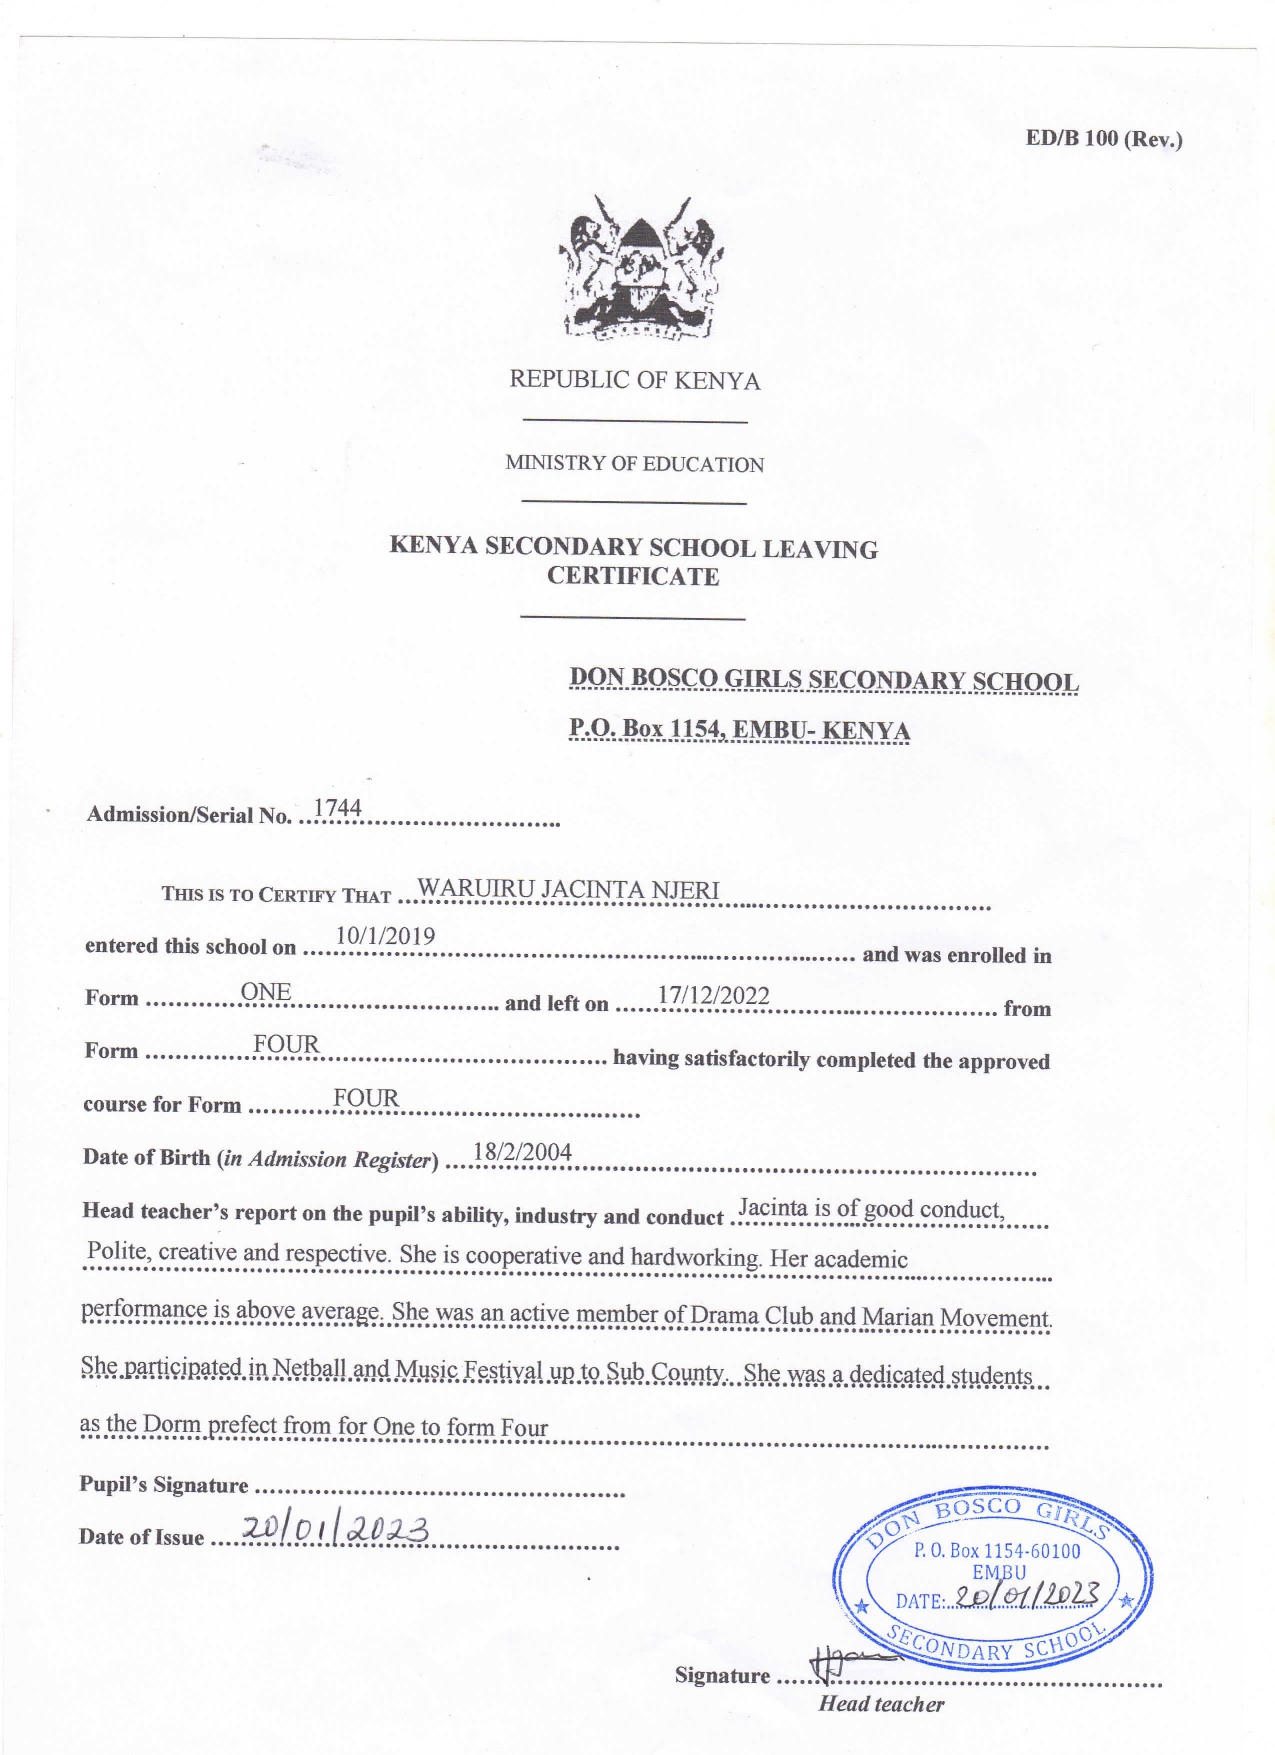 ED/B 100 (Rev.)
REPUBLIC OF KENYA
MINISTRY OF EDUCATION
KENYA SECONDARY SCHOOL LEAVING
CERTIFICATE
DON BOSCO GIRLS SECONDARY SCHOOL
P.O. Box 1154, EMBU- KENYA
Admission/Serial No. 1744
THIS IS TO CERTIFY THAT WARUIRU JACINTA NJERI
entered this school on 10/1/2019 and was enrolled in
Form ONE and left on 17/12/2022 from
Form FOUR having satisfactorily completed the approved
course for Form FOUR
Date of Birth (in Admission Register) 18/2/2004
Head teacher's report on the pupil's ability, industry and conduct Jacinta is of good conduct,
Polite, creative and respective. She is cooperative and hardworking. Her academic
performance is above average. She was an active member of Drama Club and Marian Movement.
She participated in Netball and Music Festival up to Sub County. She was a dedicated students
as the Dorm prefect from for One to form Four
Pupil's Signature
Date of Issue 20/01/2023
DON BOSCO GIRLS
P. O. Box 1154-60100
EMBU
DATE: 20/01/2023
SECONDARY SCHOOL
Signature
Head teacher